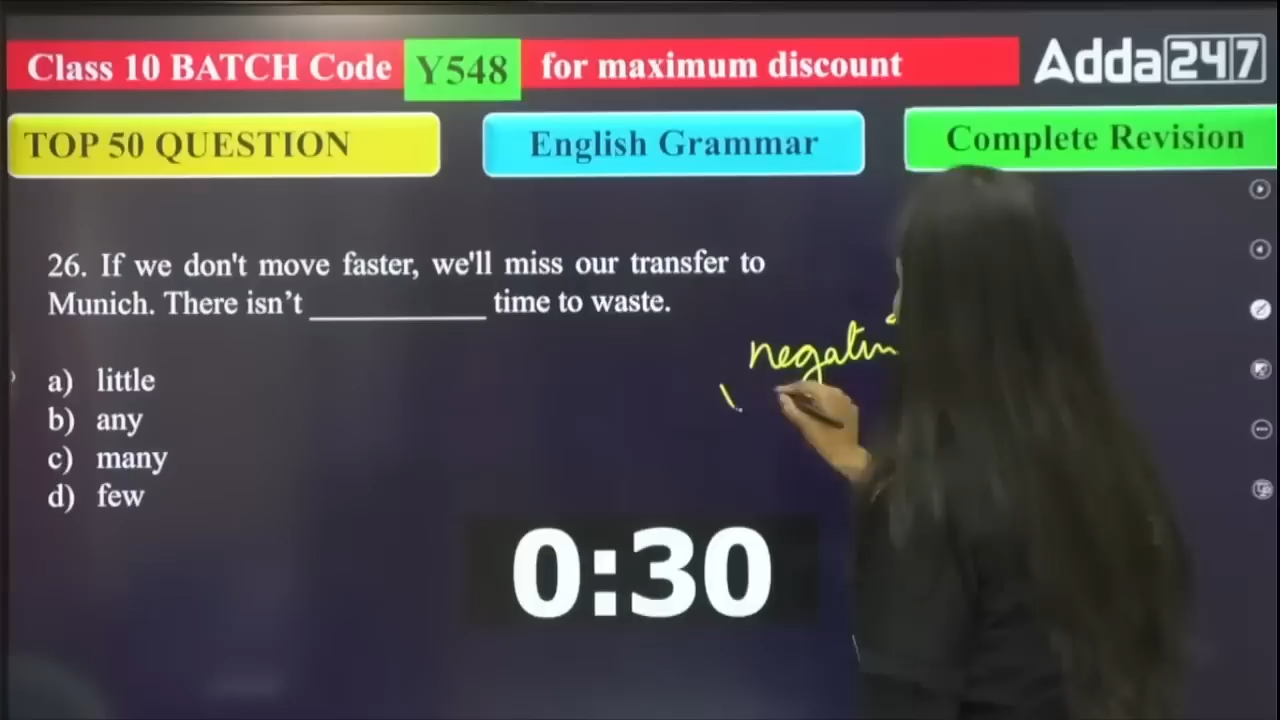 Class 10 BATCH Code Y548 for maximum discount
Adda247
TOP 50 QUESTION
English Grammar
Complete Revision
26. If we don't move faster, we'll miss our transfer to
Munich. There isn’t ____________ time to waste.
a) little
b) any
c) many
d) few
0:30